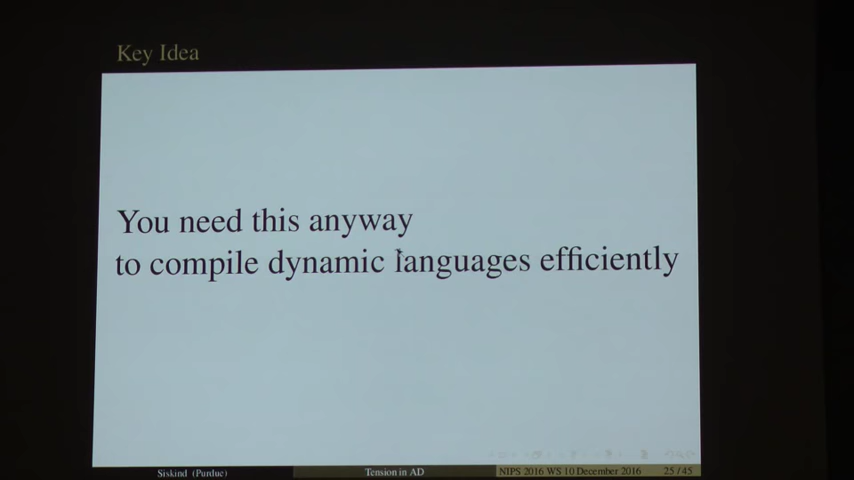 Key Idea
You need this anyway
to compile dynamic languages efficiently
Siskind (Purdue)
Tension in AD
NIPS 2016 WS 10 December 2016
25 / 45